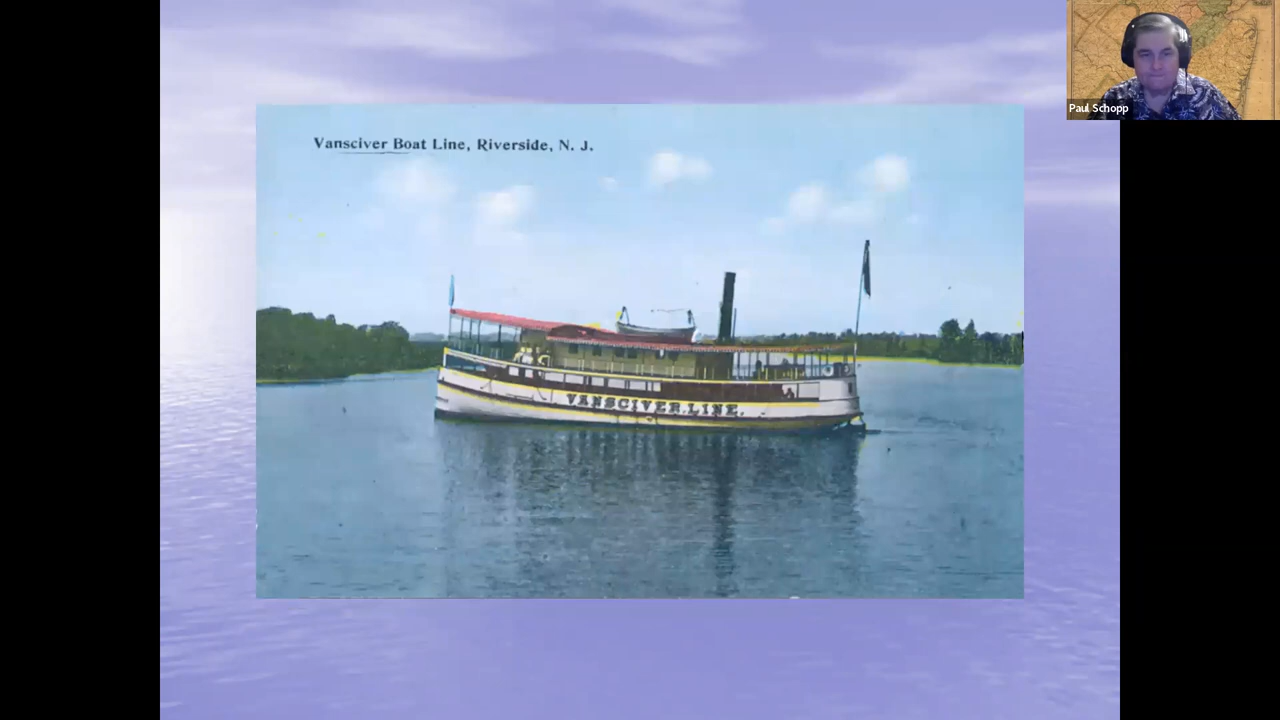 Paul Schopp
Vansciver Boat Line, Riverside, N. J.
VANSCIVER LINE.